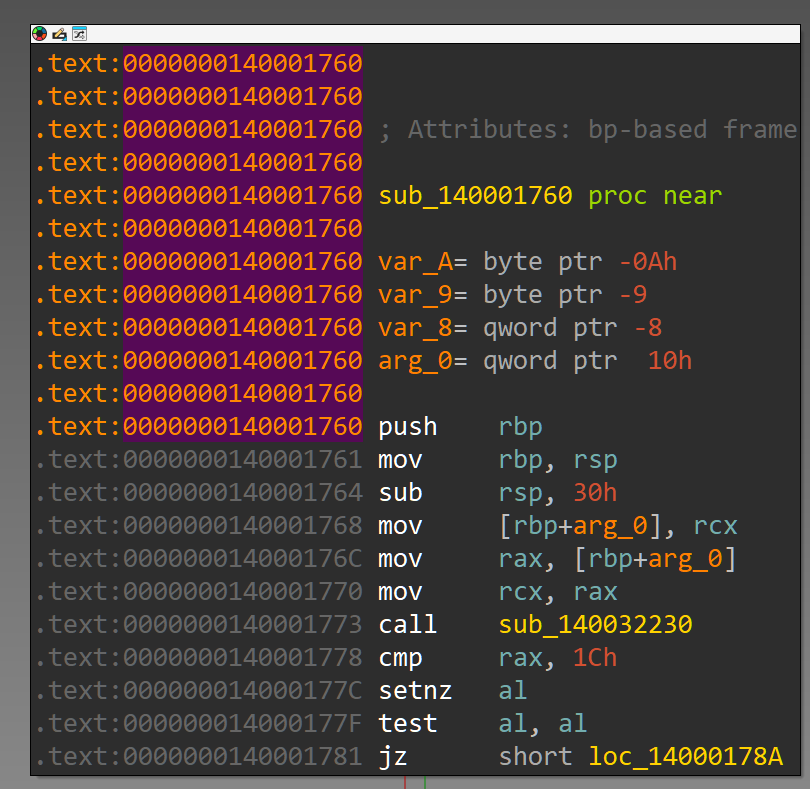 .text:0000000140001760
.text:0000000140001760
.text:0000000140001760 ; Attributes: bp-based frame
.text:0000000140001760
.text:0000000140001760 sub_140001760 proc near
.text:0000000140001760
.text:0000000140001760 var_A= byte ptr -0Ah
.text:0000000140001760 var_9= byte ptr -9
.text:0000000140001760 var_8= qword ptr -8
.text:0000000140001760 arg_0= qword ptr  10h
.text:0000000140001760
.text:0000000140001760 push    rbp
.text:0000000140001761 mov     rbp, rsp
.text:0000000140001764 sub     rsp, 30h
.text:0000000140001768 mov     [rbp+arg_0], rcx
.text:000000014000176C mov     rax, [rbp+arg_0]
.text:0000000140001770 mov     rcx, rax
.text:0000000140001773 call    sub_140032230
.text:0000000140001778 cmp     rax, 1Ch
.text:000000014000177C setnz   al
.text:000000014000177F test    al, al
.text:0000000140001781 jz      short loc_14000178A